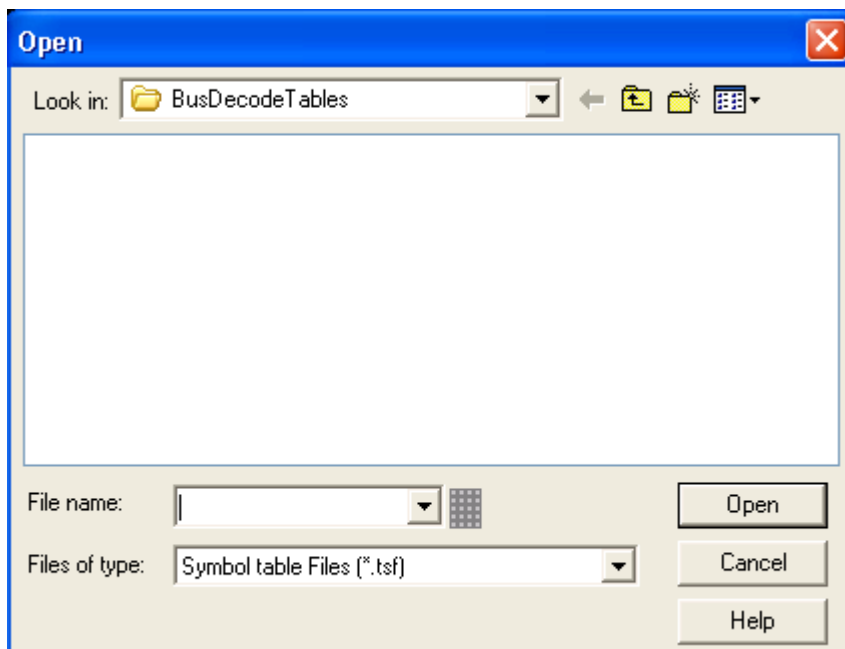 Open
Look in: BusDecodeTables
File name:
Open
Files of type: Symbol table Files (*.tsf)
Cancel
Help